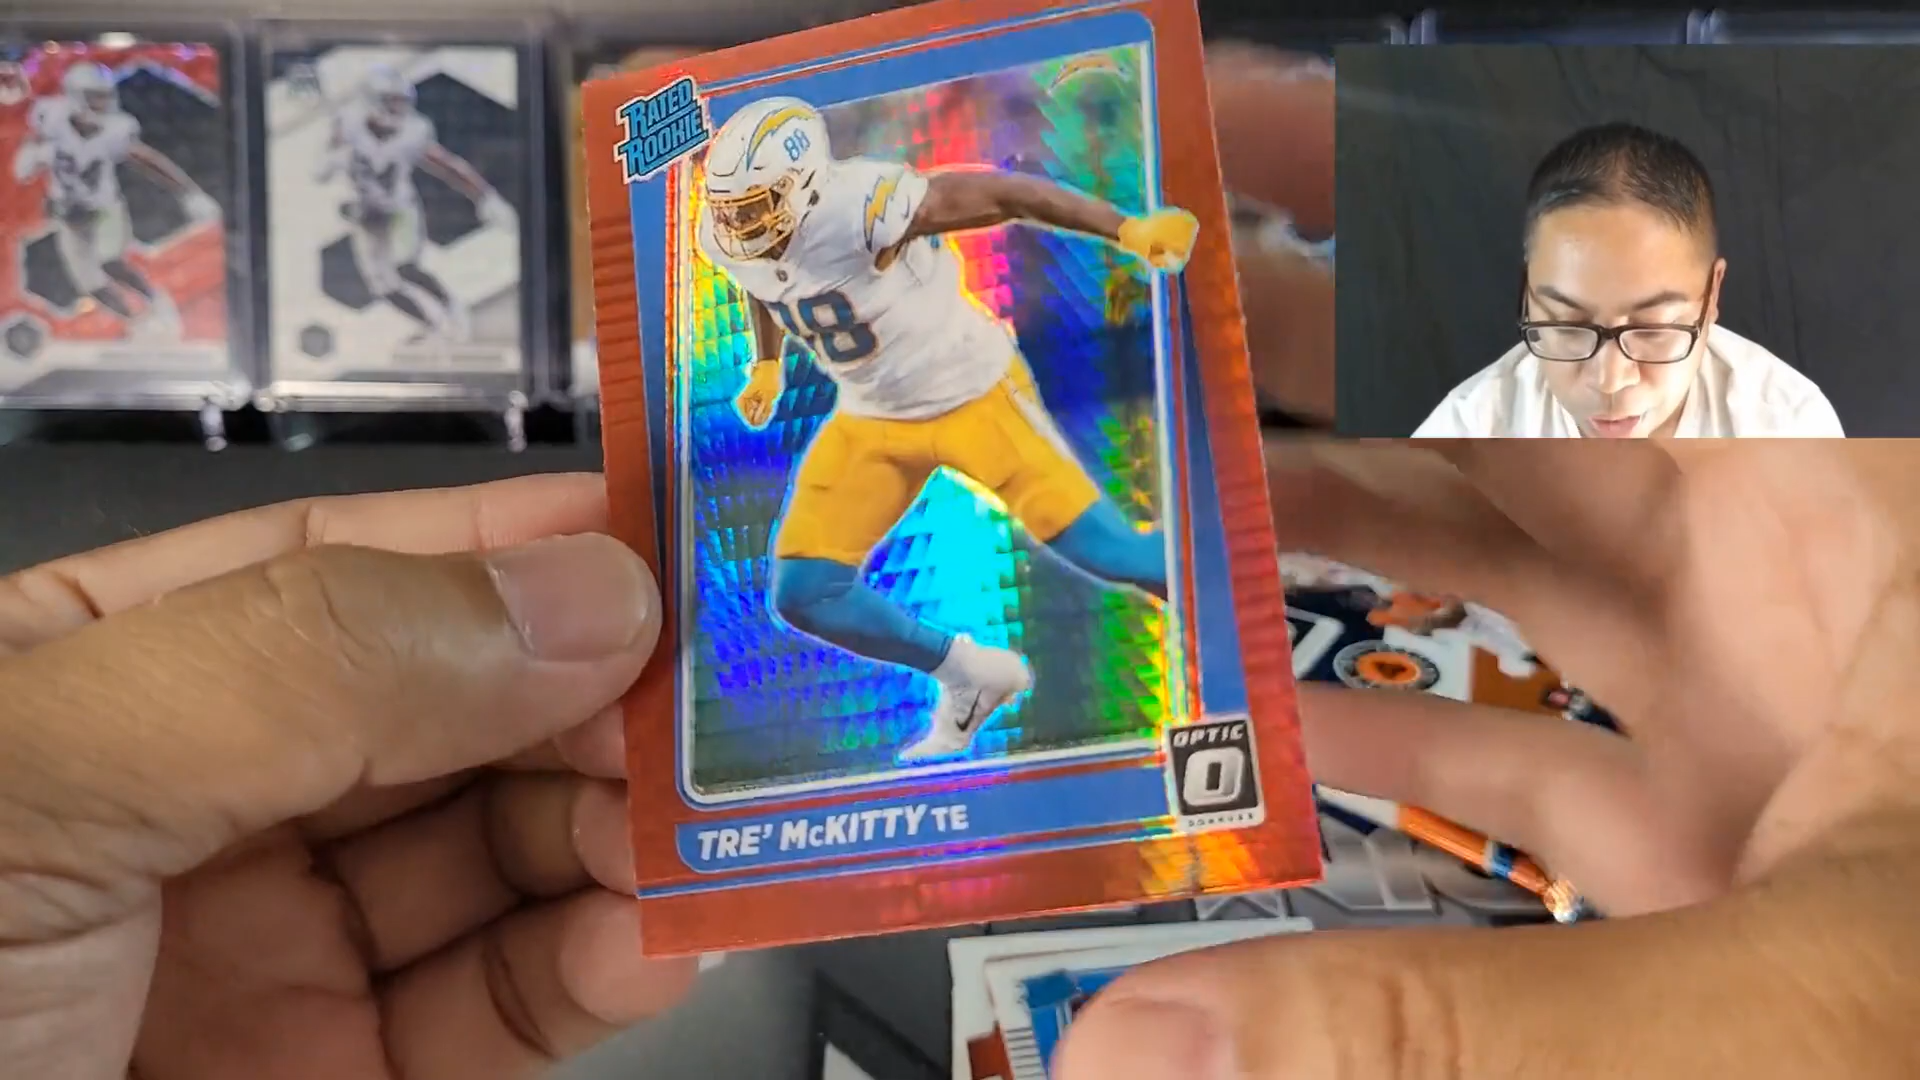 RATED
ROOKIE
88
88
OPTIC
DONRUSS
TRE' McKITTY TE